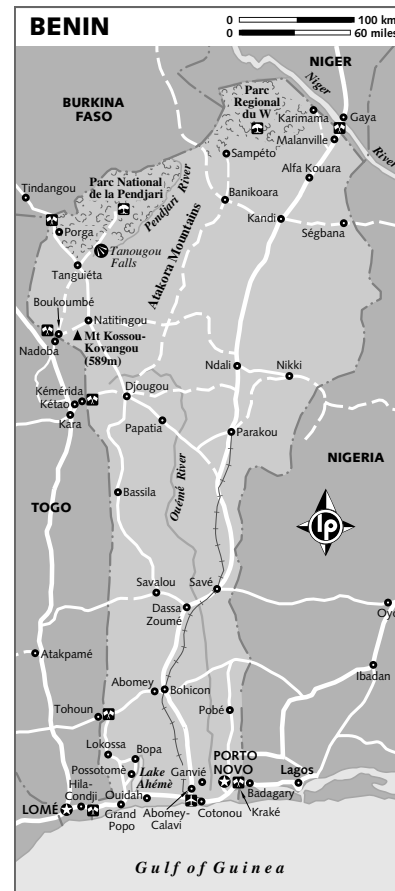 BENIN
0 100 km
0 60 miles
NIGER
BURKINA
FASO
Parc
Regional
du W
Niger
River
Karimama
Gaya
Malanville
Sampéto
Alfa Kouara
Tindangou
Parc National
de la Pendjari
Pendjari River
Banikoara
Kandi
Ségbana
Porga
Tanougou
Falls
Atakora Mountains
Tanguiéta
Boukoumbé
Natitingou
Mt Kossou-
Kovangou
(589m)
Nadoba
Ndali
Nikki
Kémérida
Kétao
Kara
Djougou
Papatia
Parakou
Ouémé River
NIGERIA
TOGO
Bassila
lp
Savalou
Savé
Dassa
Zoumé
Oyo
Atakpamé
Ibadan
Abomey
Bohicon
Tohoun
Pobé
Lokossa
Bopa
Possotomè
Lake
Ahémè
Ganvié
PORTO
NOVO
Lagos
Hila-
Condji
Ouidah
Badagary
LOMÉ
Grand
Popo
Abomey-
Calavi
Cotonou
Kraké
Gulf of Guinea